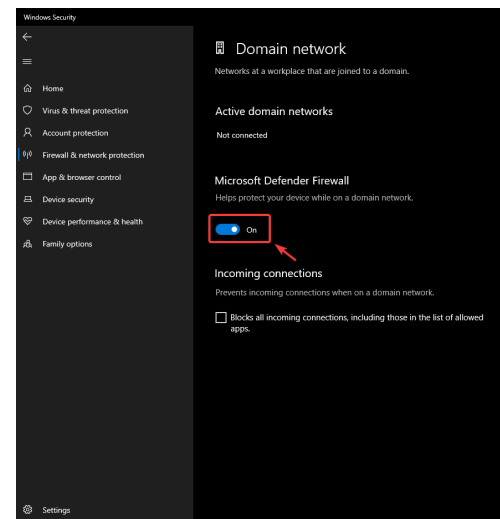 Windows Security
Domain network
Networks at a workplace that are joined to a domain.
Home
Virus & threat protection
Active domain networks
Account protection
Not connected
Firewall & network protection
App & browser control
Microsoft Defender Firewall
Device security
Helps protect your device while on a domain network.
Device performance & health
On
Family options
Incoming connections
Prevents incoming connections when on a domain network.
Blocks all incoming connections, including those in the list of allowed
apps.
Settings